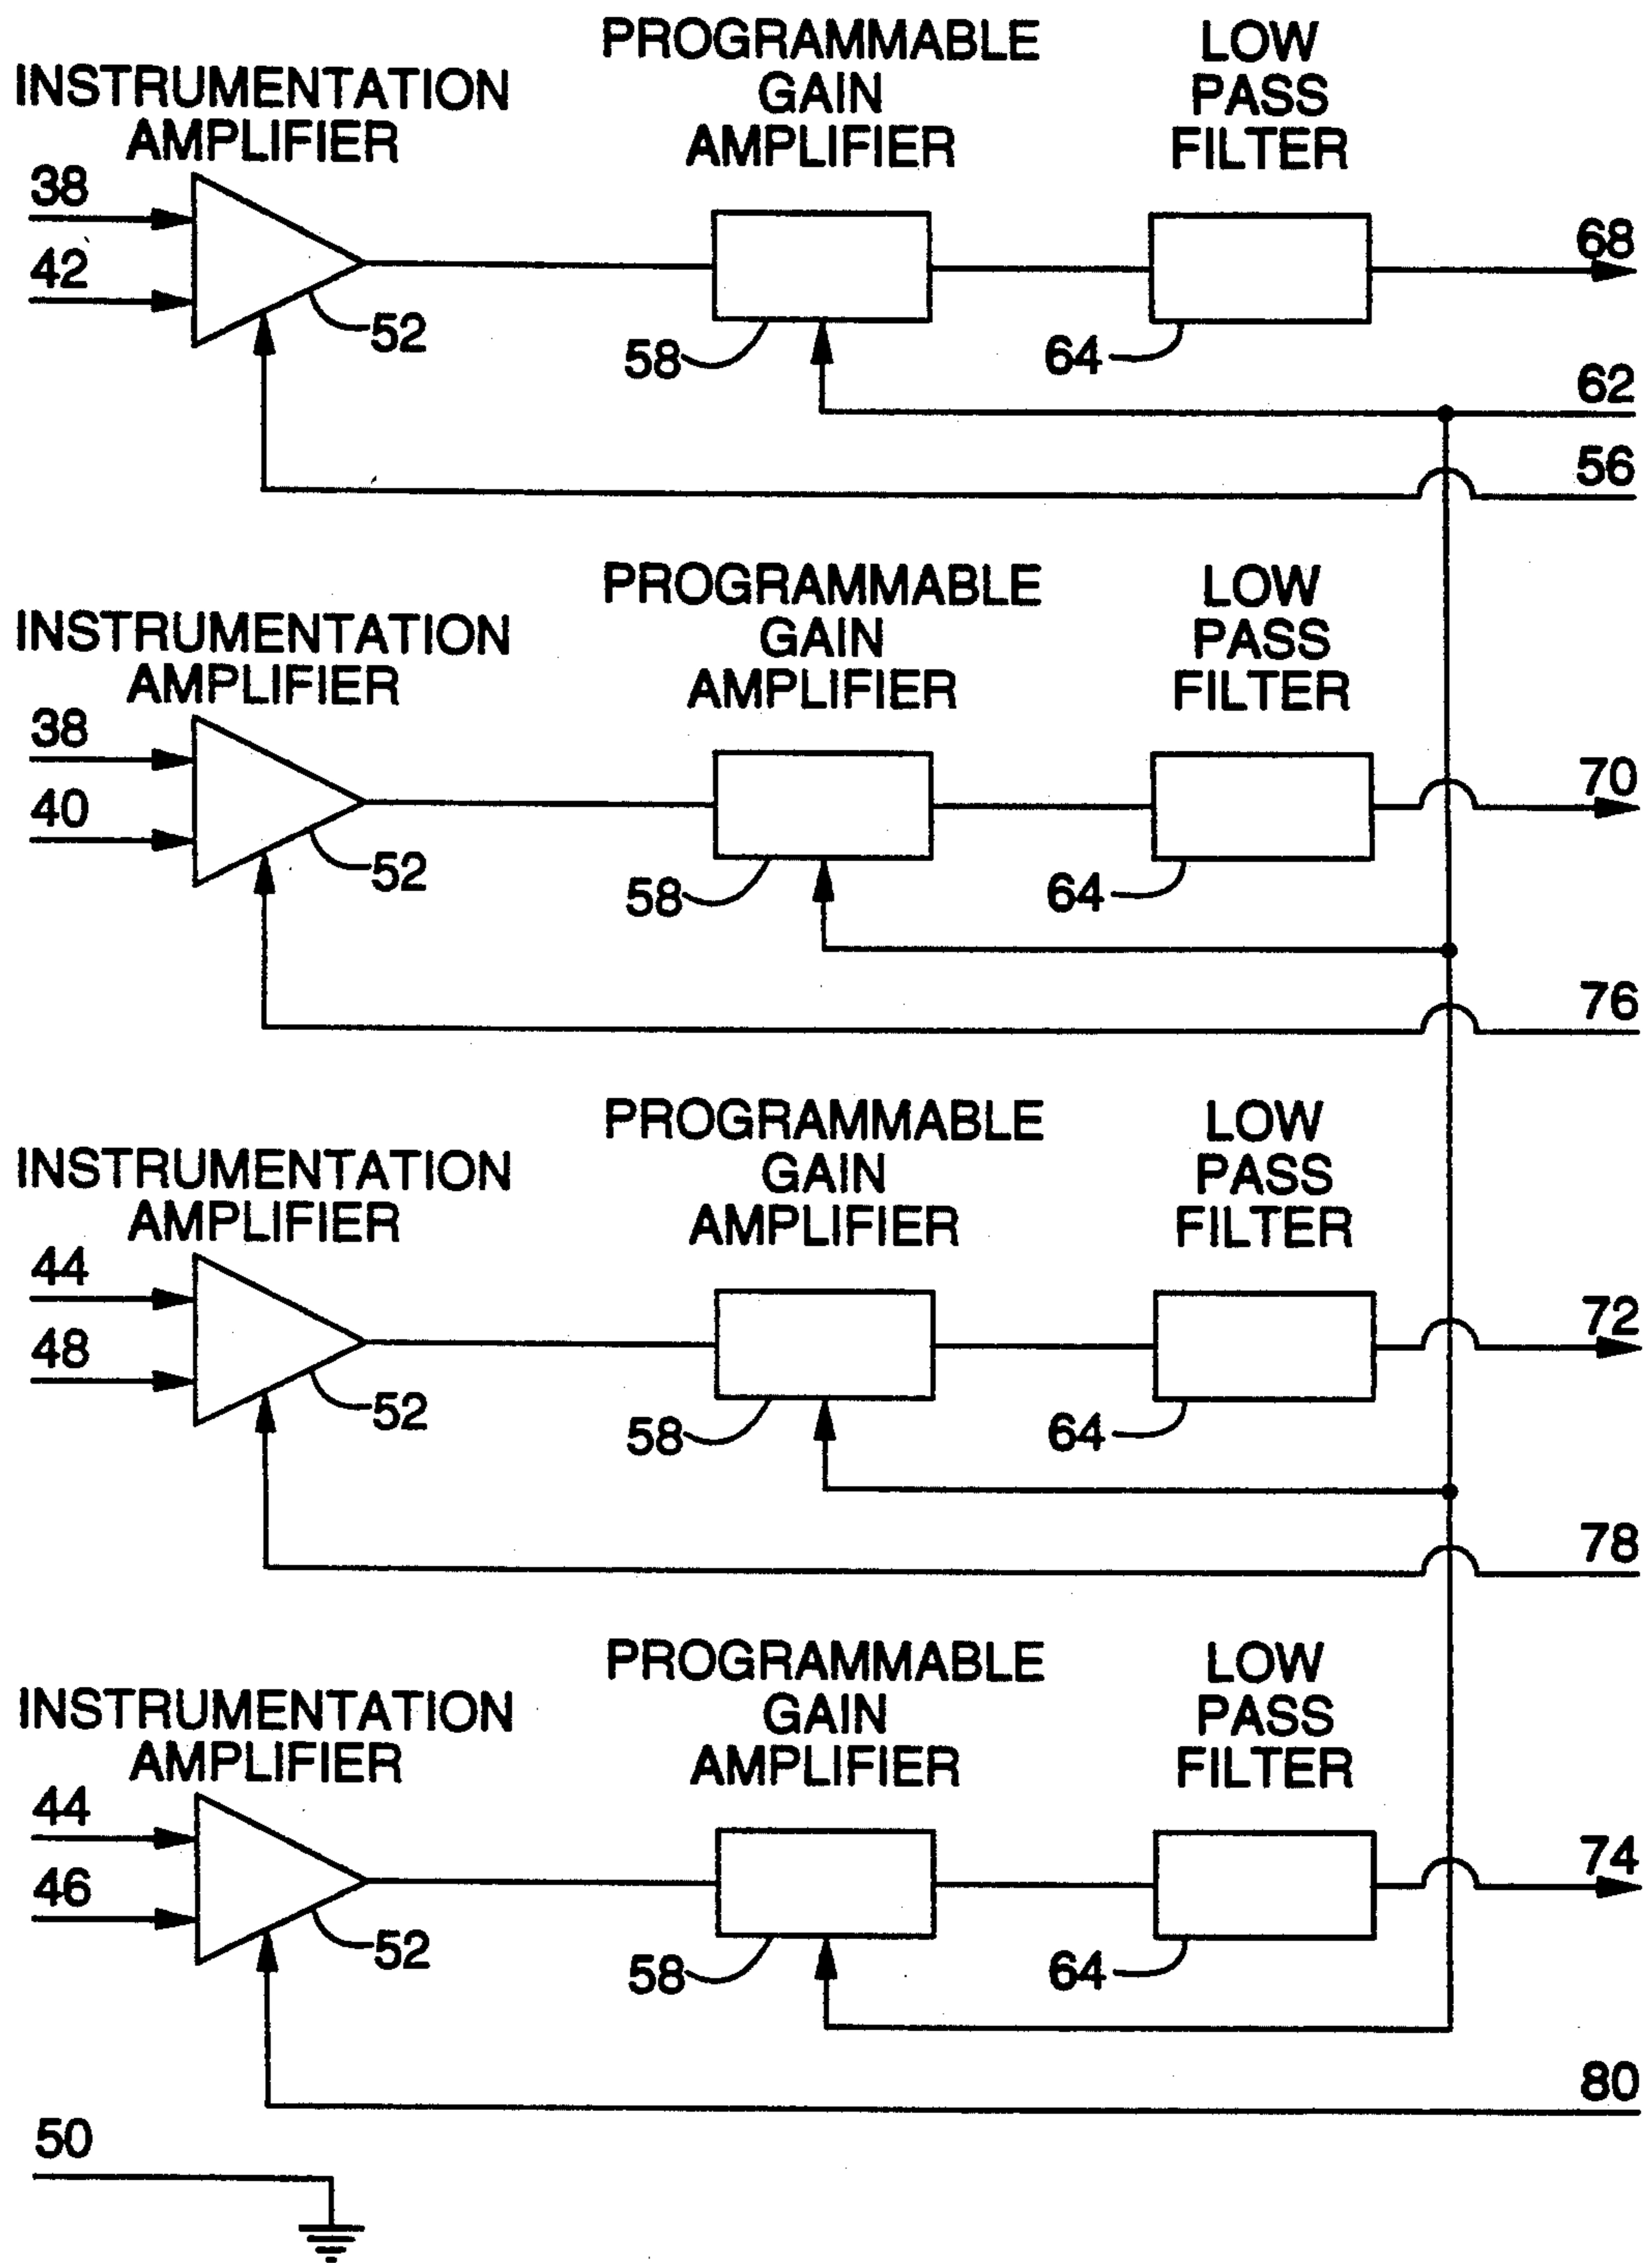 INSTRUMENTATION
AMPLIFIER
PROGRAMMABLE
GAIN
AMPLIFIER
LOW
PASS
FILTER
38
42
52
58
64
68
62
56
INSTRUMENTATION
AMPLIFIER
PROGRAMMABLE
GAIN
AMPLIFIER
LOW
PASS
FILTER
38
40
52
58
64
70
76
INSTRUMENTATION
AMPLIFIER
PROGRAMMABLE
GAIN
AMPLIFIER
LOW
PASS
FILTER
44
48
52
58
64
72
78
INSTRUMENTATION
AMPLIFIER
PROGRAMMABLE
GAIN
AMPLIFIER
LOW
PASS
FILTER
44
46
52
58
64
74
80
50